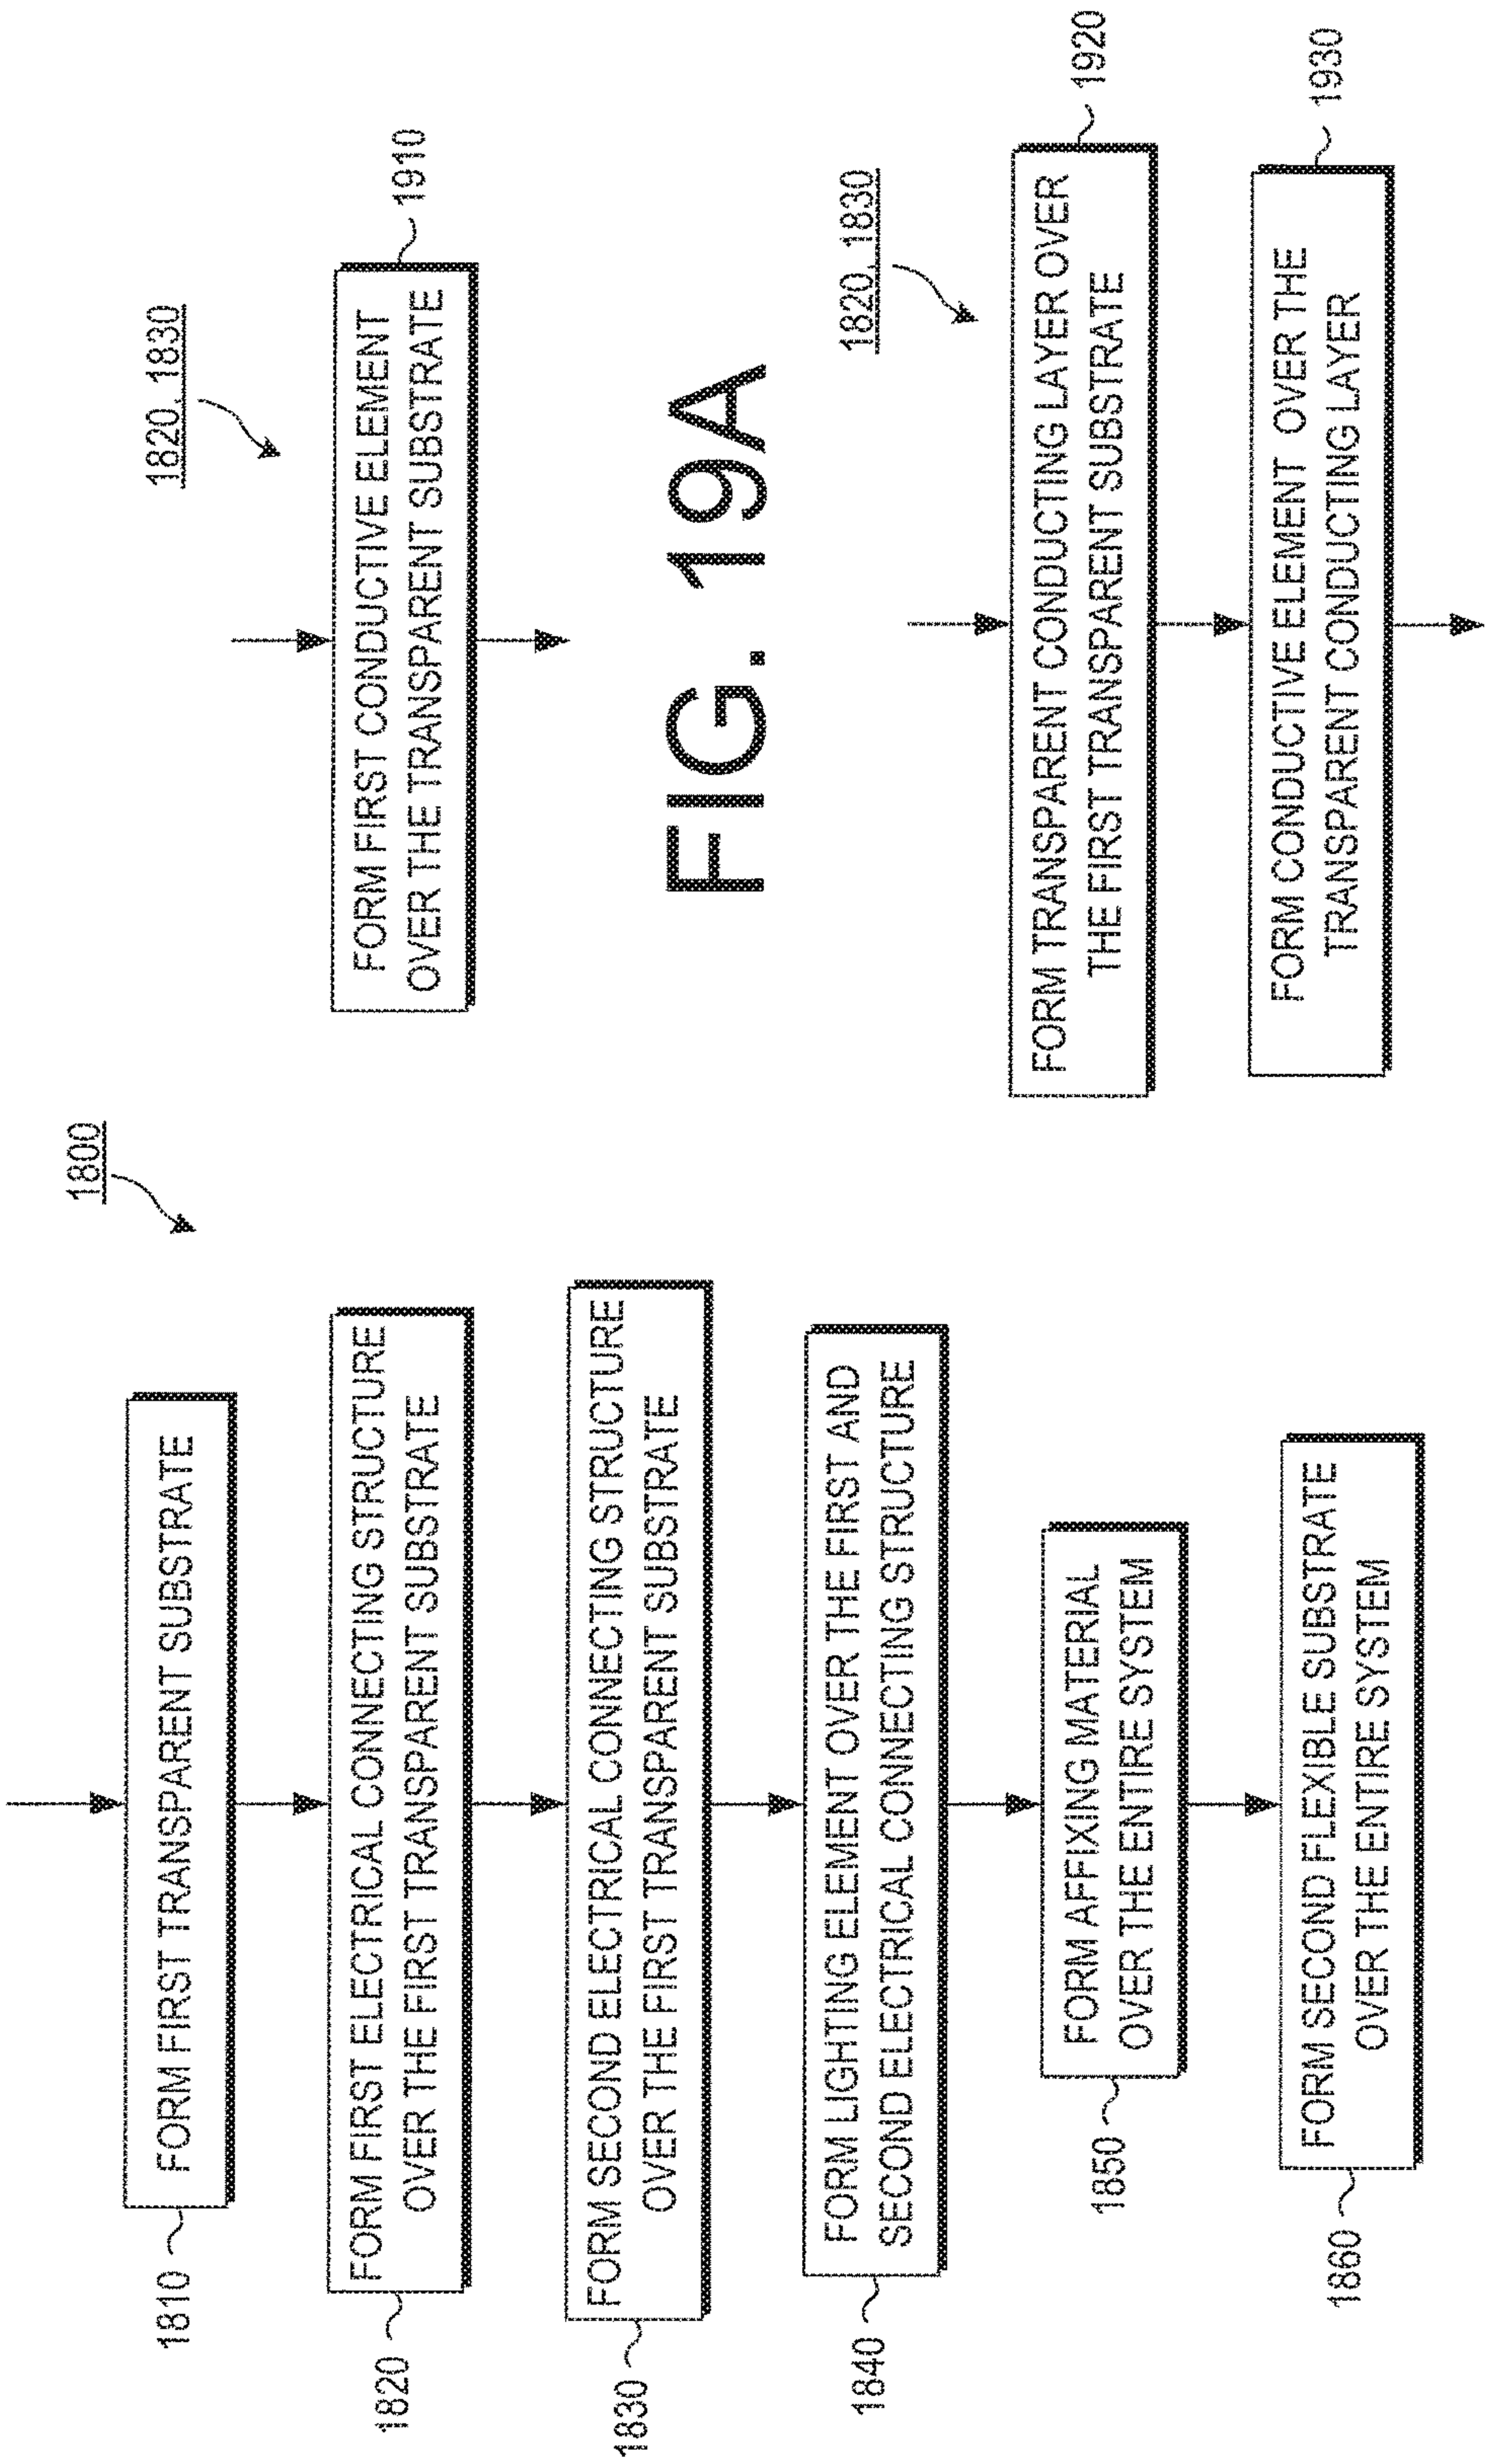 1800
FORM FIRST TRANSPARENT SUBSTRATE
1810
FORM FIRST ELECTRICAL CONNECTING STRUCTURE
OVER THE FIRST TRANSPARENT SUBSTRATE
1820
FORM SECOND ELECTRICAL CONNECTING STRUCTURE
OVER THE FIRST TRANSPARENT SUBSTRATE
1830
FORM LIGHTING ELEMENT OVER THE FIRST AND
SECOND ELECTRICAL CONNECTING STRUCTURE
1840
FORM AFFIXING MATERIAL
OVER THE ENTIRE SYSTEM
1850
FORM SECOND FLEXIBLE SUBSTRATE
OVER THE ENTIRE SYSTEM
1860
1820, 1830
FORM FIRST CONDUCTIVE ELEMENT
OVER THE TRANSPARENT SUBSTRATE
1910
FIG. 19A
1820, 1830
FORM TRANSPARENT CONDUCTING LAYER OVER
THE FIRST TRANSPARENT SUBSTRATE
1920
FORM CONDUCTIVE ELEMENT OVER THE
TRANSPARENT CONDUCTING LAYER
1930